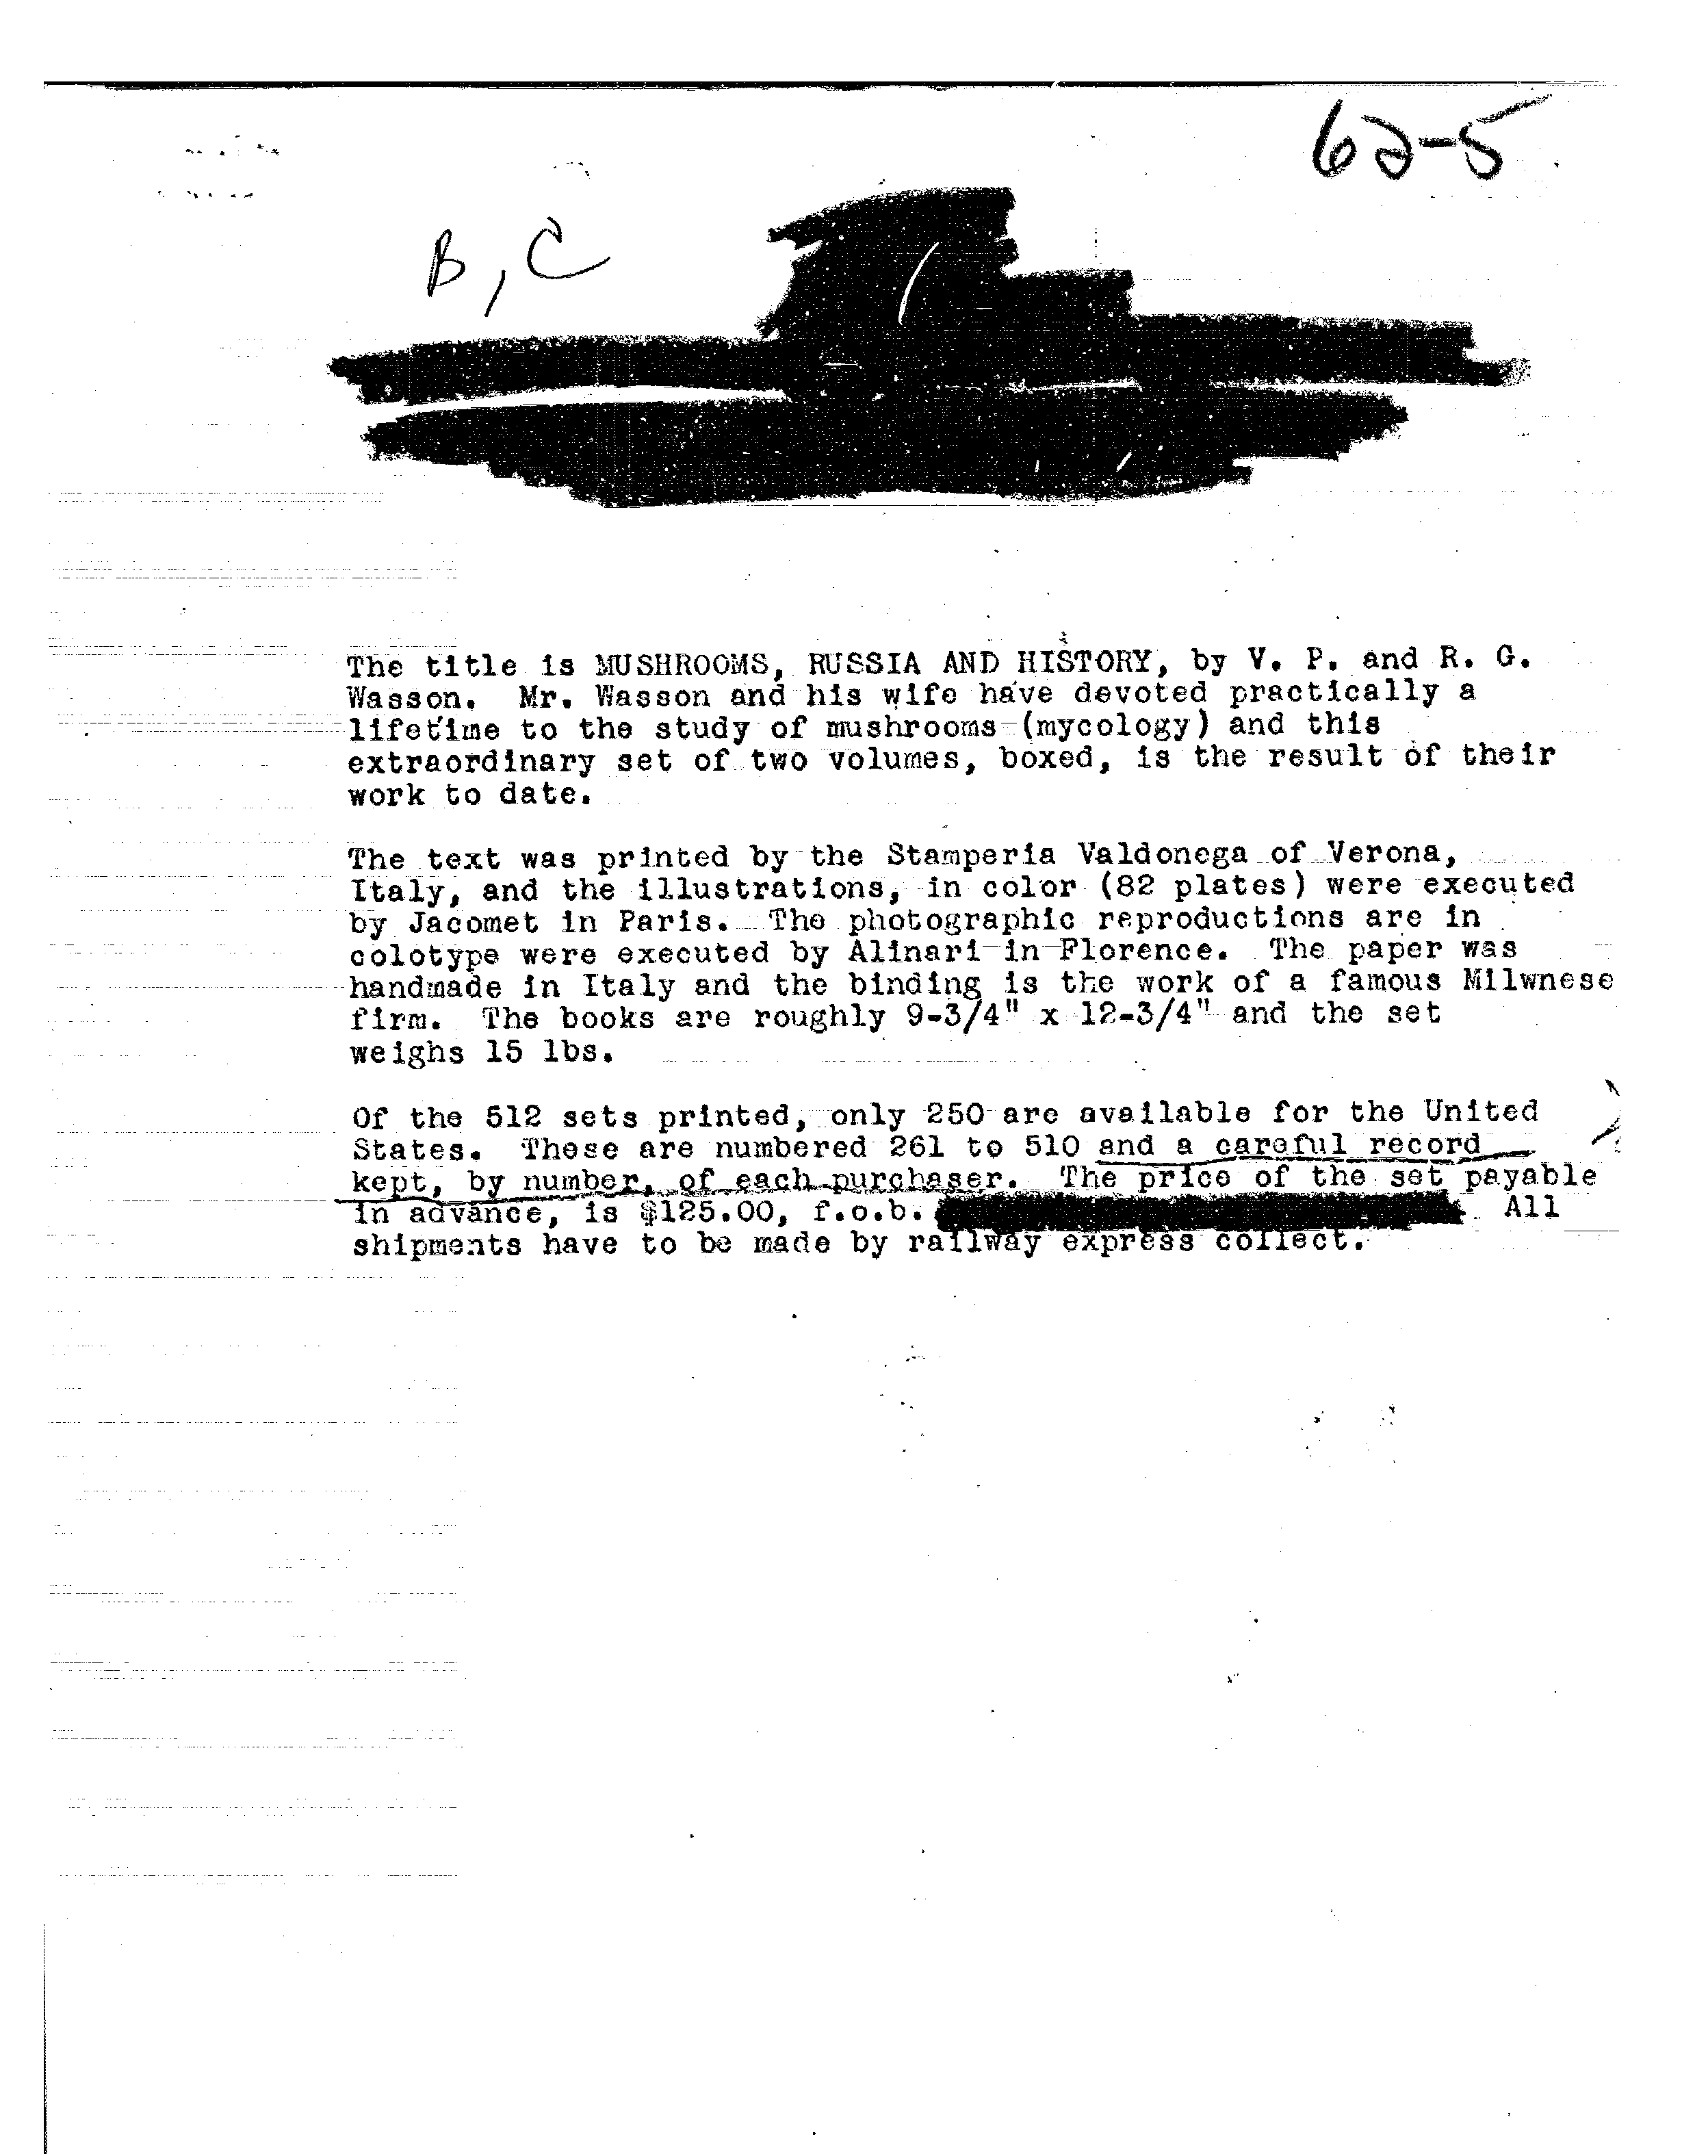 62-5
B, C
The title is MUSHROOMS, RUSSIA AND HISTORY, by V. P. and R. G.
Wasson. Mr. Wasson and his wife have devoted practically a
lifetime to the study of mushrooms (mycology) and this
extraordinary set of two volumes, boxed, is the result of their
work to date.
The text was printed by the Stamperia Valdonega of Verona,
Italy, and the illustrations, in color (82 plates) were executed
by Jacomet in Paris. The photographic reproductions are in
colotype were executed by Alinari in Florence. The paper was
handmade in Italy and the binding is the work of a famous Milwnese
firm. The books are roughly 9-3/4" x 12-3/4" and the set
weighs 15 lbs.
Of the 512 sets printed, only 250 are available for the United
States. These are numbered 261 to 510 and a careful record
kept, by number, of each purchaser. The price of the set payable
in advance, is $125.00, f.o.b. All
shipments have to be made by railway express collect.